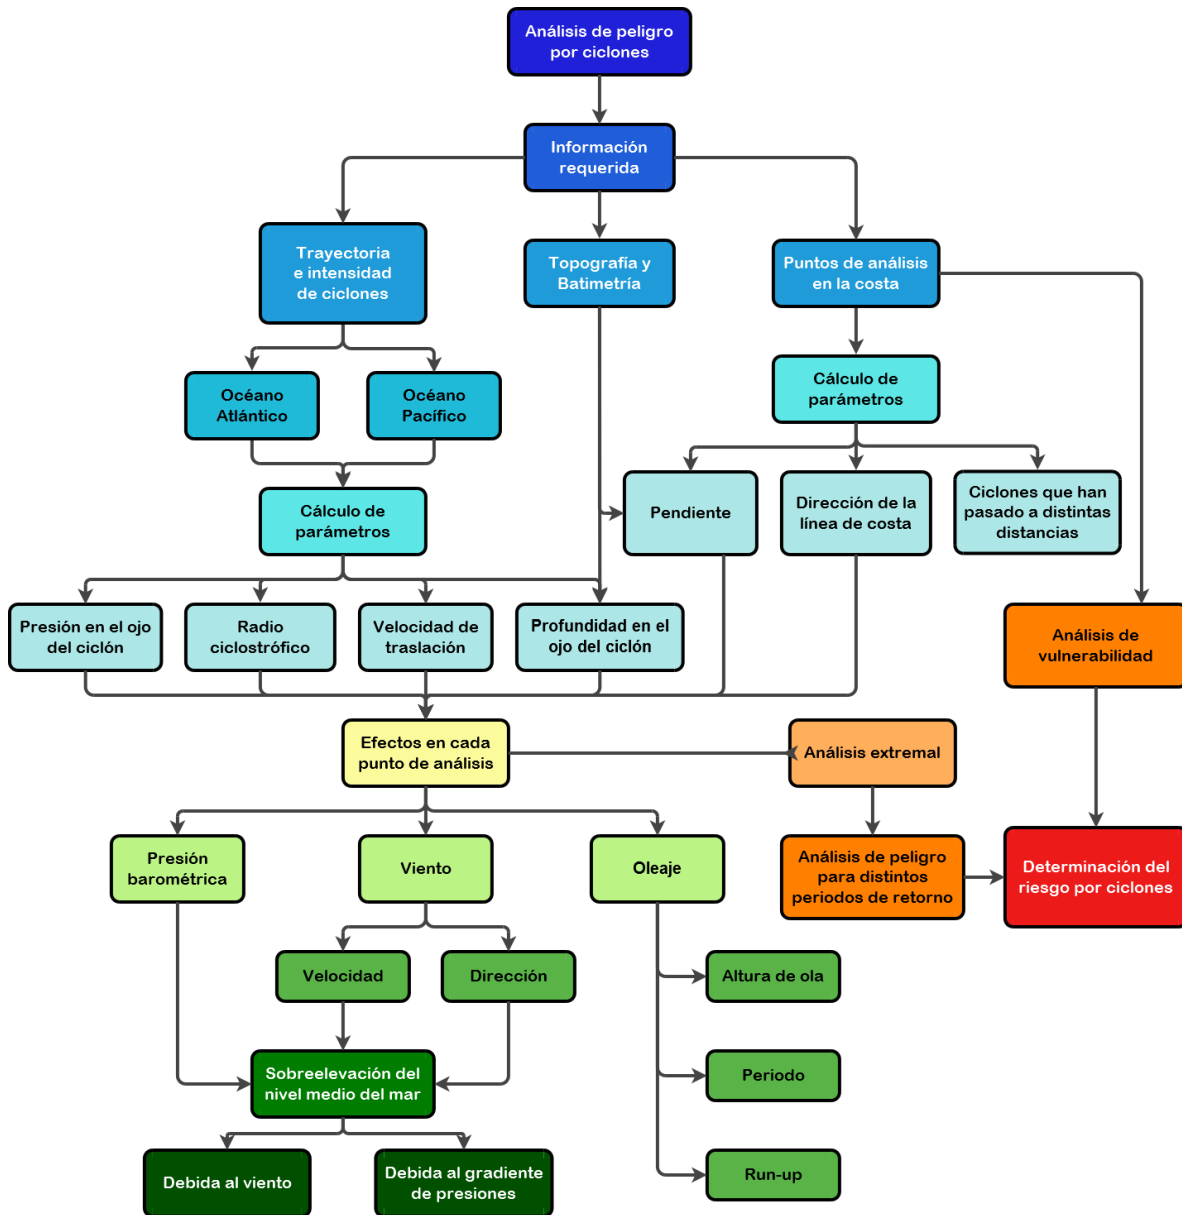 Análisis de peligro
por ciclones
Información
requerida
Trayectoria
e intensidad
de ciclones
Topografía y
Batimetría
Puntos de análisis
en la costa
Océano
Atlántico
Océano
Pacífico
Cálculo de
parámetros
Cálculo de
parámetros
Pendiente
Dirección de la
línea de costa
Ciclones que han
pasado a distintas
distancias
Presión en el ojo
del ciclón
Radio
ciclostrófico
Velocidad de
traslación
Profundidad en el
ojo del ciclón
Análisis de
vulnerabilidad
Efectos en cada
punto de análisis
Análisis extremal
Presión
barométrica
Viento
Oleaje
Análisis de peligro
para distintos
periodos de retorno
Determinación del
riesgo por ciclones
Velocidad
Dirección
Altura de ola
Sobreelevación del
nivel medio del mar
Periodo
Debida al viento
Debida al gradiente
de presiones
Run-up